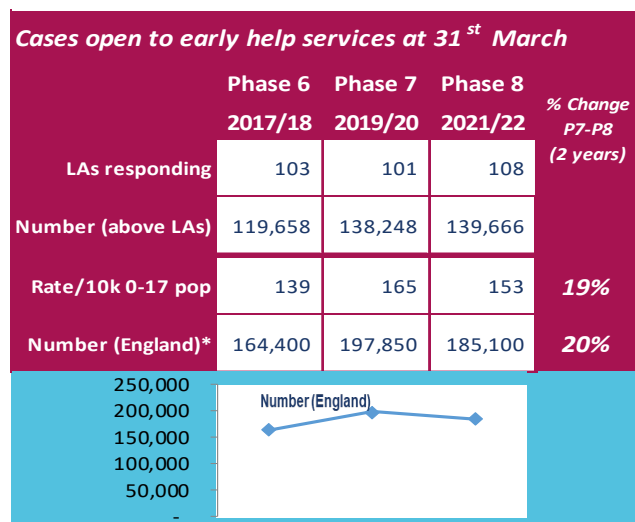 Cases open to early help services at 31st March
Phase 6 Phase 7 Phase 8 % Change
2017/18 2019/20 2021/22 P7-P8
(2 years)
LAs responding 103 101 108
Number (above LAs) 119,658 138,248 139,666
Rate/10k 0-17 pop 139 165 153 19%
Number (England)* 164,400 197,850 185,100 20%
Number (England)
250,000
200,000
150,000
100,000
50,000
-